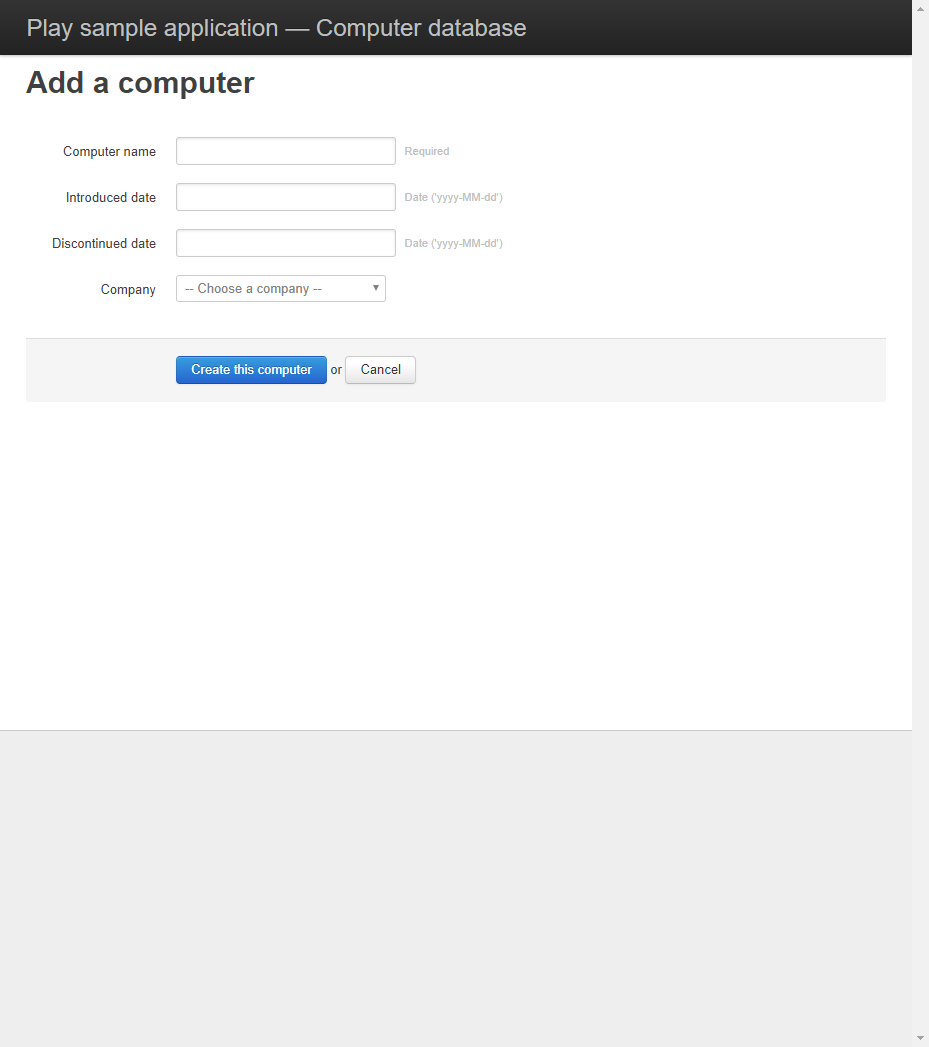 Play sample application — Computer database
Add a computer
Computer name Required
Introduced date Date ('yyyy-MM-dd')
Discontinued date Date ('yyyy-MM-dd')
Company -- Choose a company --
Create this computer or Cancel